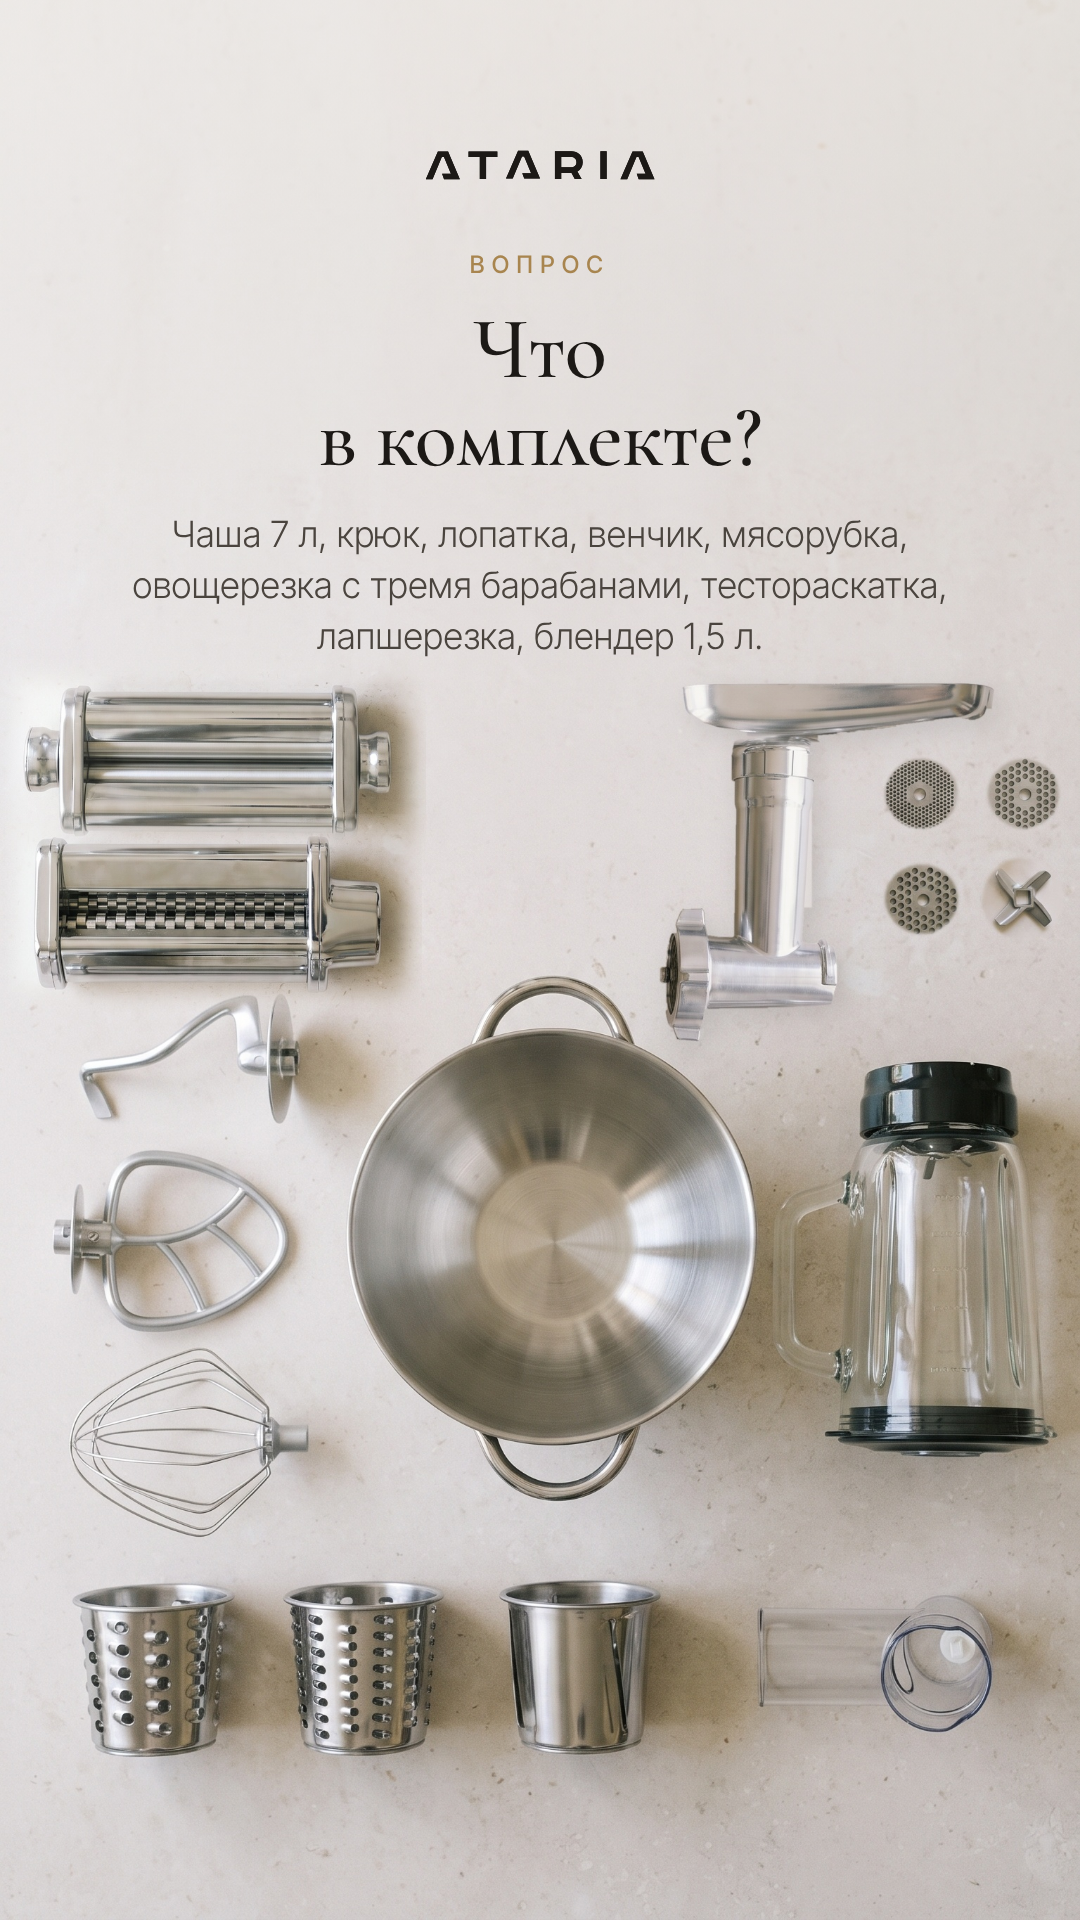 ATARIA
ВОПРОС
Что
в комплекте?
Чаша 7 л, крюк, лопатка, венчик, мясорубка,
овощерезка с тремя барабанами, тестораскатка,
лапшерезка, блендер 1,5 л.